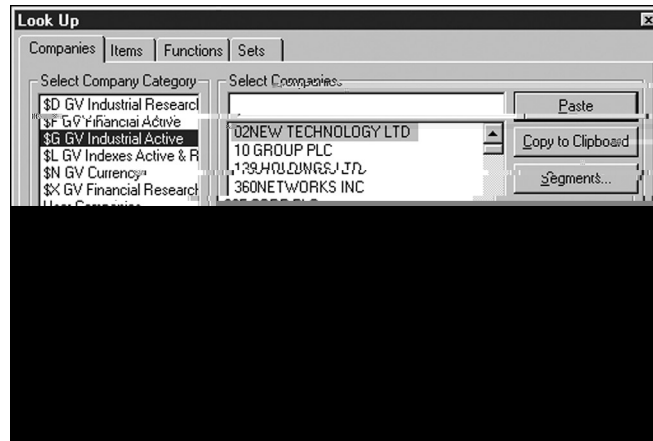 Look Up
Companies Items Functions Sets
Select Company Category
Select Companies
$D GV Industrial Research
$F GV Financial Active
$G GV Industrial Active
$L GV Indexes Active & R
$N GV Currency
$X GV Financial Research
02NEW TECHNOLOGY LTD
10 GROUP PLC
139 HOLDINGS LTD
360NETWORKS INC
Paste
Copy to Clipboard
Segments...